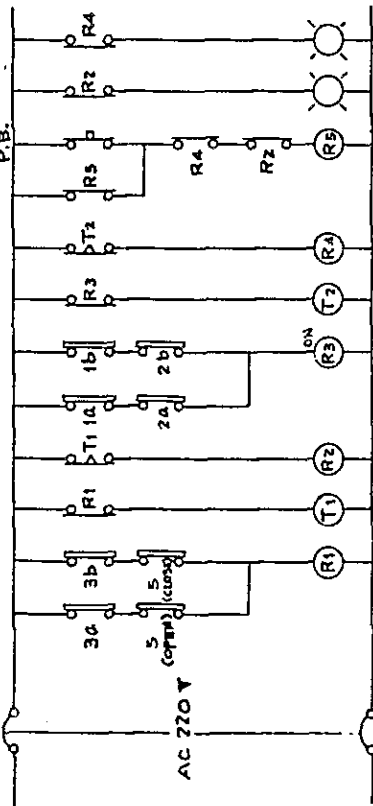 P.B.
3a 3b R1 T1 1a 1b R3 T2 R5 R2 R4
5 5 2a 2b R4 R2
(OPEN) (CLOSE)
AC 220 V
ON
R1 T1 R2 R3 T2 R4 R5